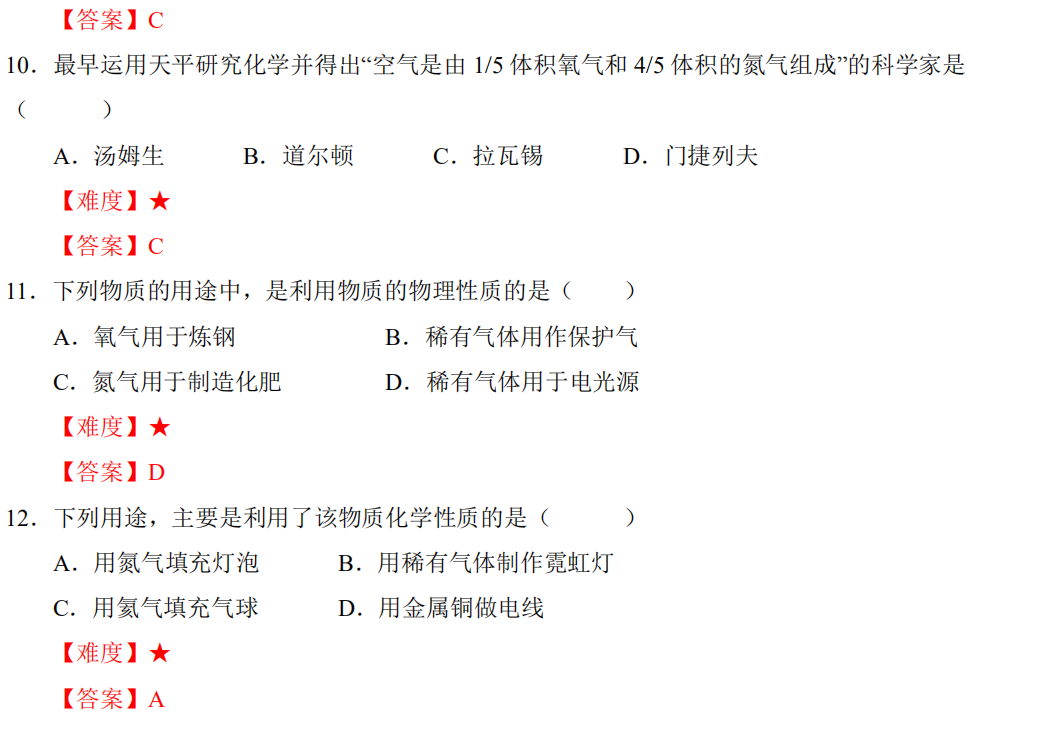 【答案】C
10．最早运用天平研究化学并得出“空气是由 1/5 体积氧气和 4/5 体积的氮气组成”的科学家是
（　　）
A．汤姆生　B．道尔顿　C．拉瓦锡　D．门捷列夫
【难度】★
【答案】C
11．下列物质的用途中，是利用物质的物理性质的是（　　）
A．氧气用于炼钢　B．稀有气体用作保护气
C．氮气用于制造化肥　D．稀有气体用于电光源
【难度】★
【答案】D
12．下列用途，主要是利用了该物质化学性质的是（　　）
A．用氮气填充灯泡　B．用稀有气体制作霓虹灯
C．用氦气填充气球　D．用金属铜做电线
【难度】★
【答案】A